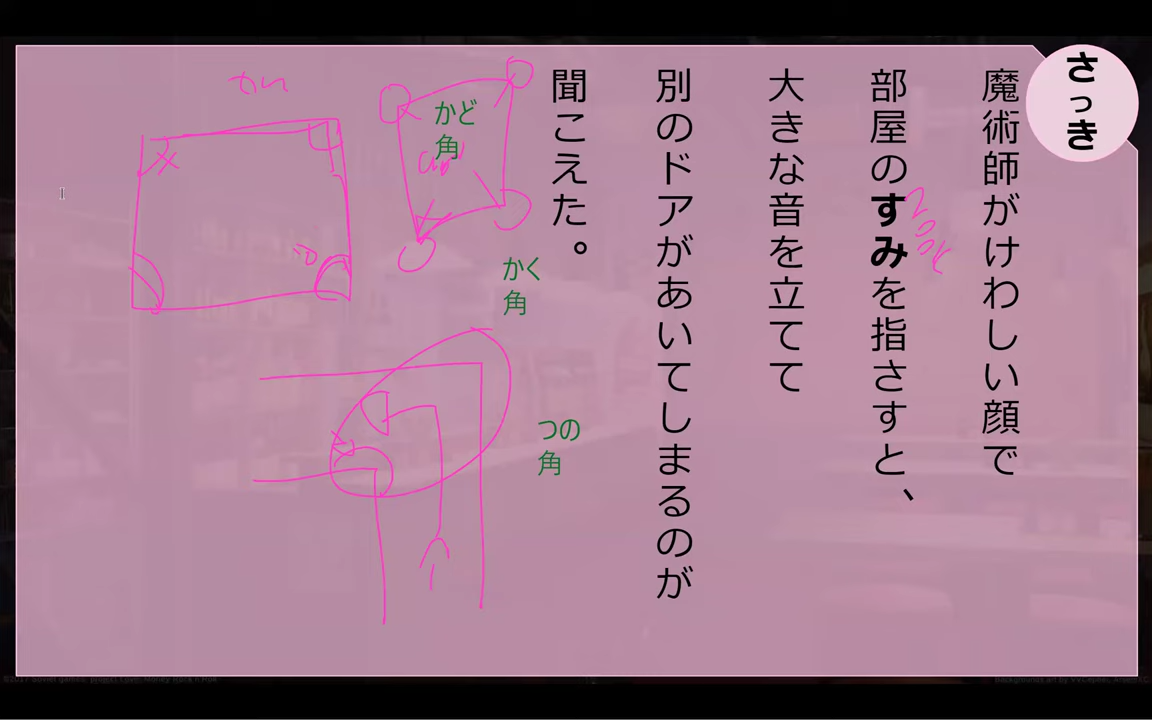 さっき
魔術師がけわしい顔で
部屋のすみを指さすと、
大きな音を立てて
別のドアがあいてしまるのが
聞こえた。
かど
角
かく
角
つの
角